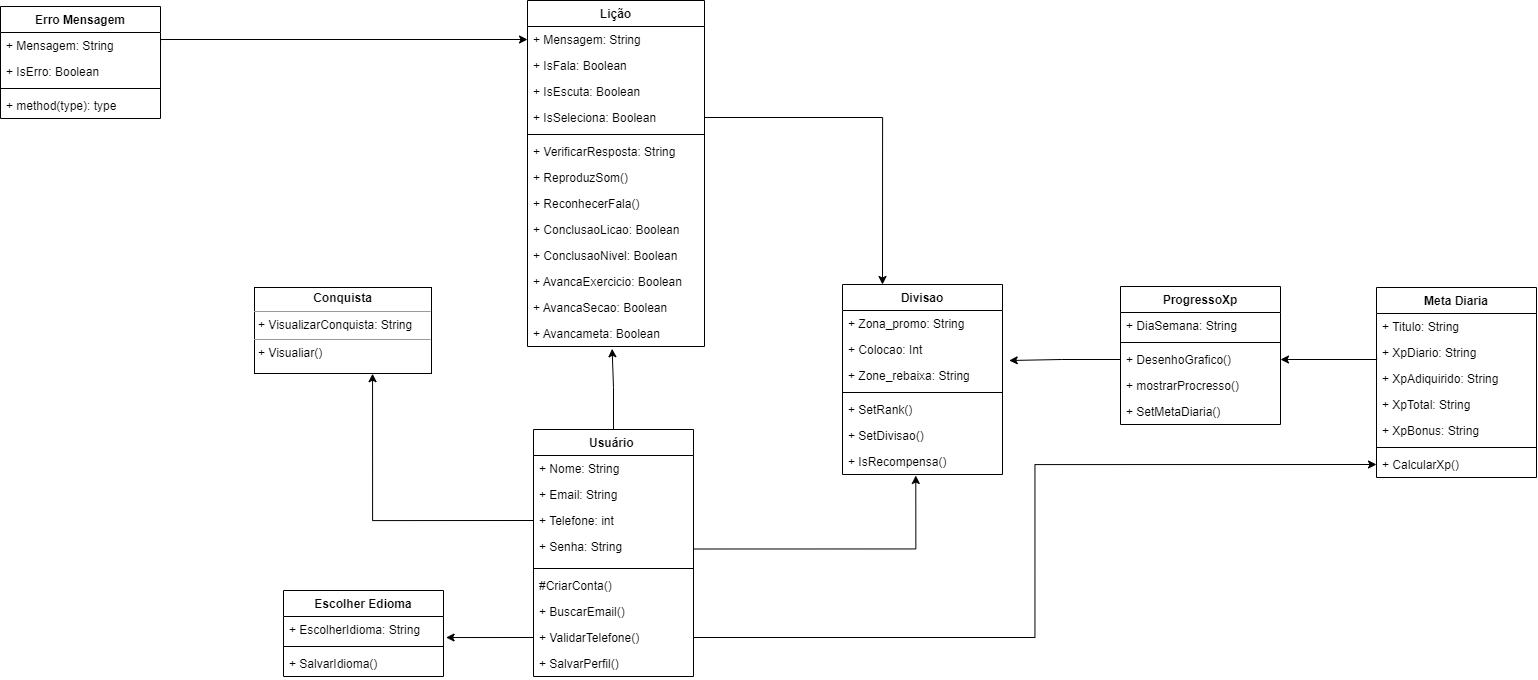 Erro Mensagem
+ Mensagem: String
+ IsErro: Boolean
+ method(type): type
Lição
+ Mensagem: String
+ IsFala: Boolean
+ IsEscuta: Boolean
+ IsSeleciona: Boolean
+ VerificarResposta: String
+ ReproduzSom()
+ ReconhecerFala()
+ ConclusaoLicao: Boolean
+ ConclusaoNivel: Boolean
+ AvancaExercicio: Boolean
+ AvancaSecao: Boolean
+ Avancameta: Boolean
Conquista
+ VisualizarConquista: String
+ Visualiar()
Divisao
+ Zona_promo: String
+ Colocao: Int
+ Zone_rebaixa: String
+ SetRank()
+ SetDivisao()
+ IsRecompensa()
ProgressoXp
+ DiaSemana: String
+ DesenhoGrafico()
+ mostrarProcresso()
+ SetMetaDiaria()
Meta Diaria
+ Titulo: String
+ XpDiario: String
+ XpAdiquirido: String
+ XpTotal: String
+ XpBonus: String
+ CalcularXp()
Usuário
+ Nome: String
+ Email: String
+ Telefone: int
+ Senha: String
#CriarConta()
+ BuscarEmail()
+ ValidarTelefone()
+ SalvarPerfil()
Escolher Edioma
+ EscolherIdioma: String
+ SalvarIdioma()